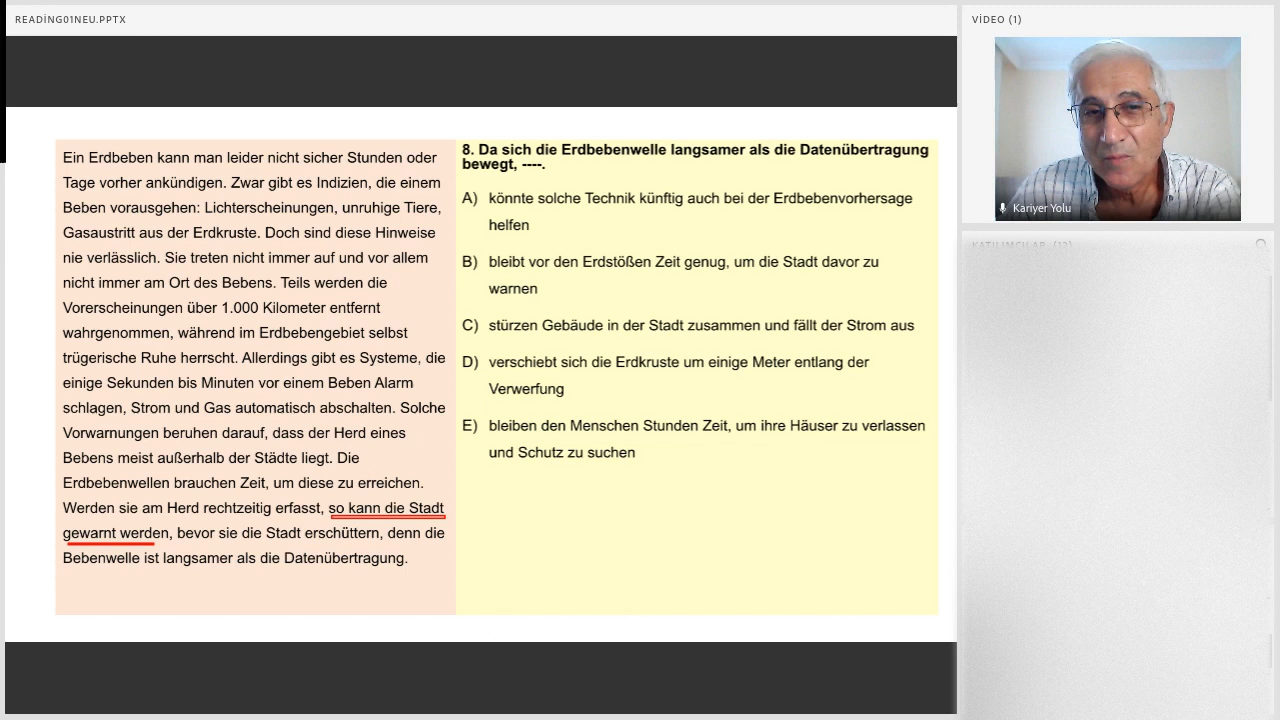 READİNG01NEU.PPTX
VİDEO (1)
Kariyer Yolu
KATILIMCILAR (12)
Ein Erdbeben kann man leider nicht sicher Stunden oder
Tage vorher ankündigen. Zwar gibt es Indizien, die einem
Beben vorausgehen: Lichterscheinungen, unruhige Tiere,
Gasaustritt aus der Erdkruste. Doch sind diese Hinweise
nie verlässlich. Sie treten nicht immer auf und vor allem
nicht immer am Ort des Bebens. Teils werden die
Vorerscheinungen über 1.000 Kilometer entfernt
wahrgenommen, während im Erdbebengebiet selbst
trügerische Ruhe herrscht. Allerdings gibt es Systeme, die
einige Sekunden bis Minuten vor einem Beben Alarm
schlagen, Strom und Gas automatisch abschalten. Solche
Vorwarnungen beruhen darauf, dass der Herd eines
Bebens meist außerhalb der Städte liegt. Die
Erdbebenwellen brauchen Zeit, um diese zu erreichen.
Werden sie am Herd rechtzeitig erfasst, so kann die Stadt
gewarnt werden, bevor sie die Stadt erschüttern, denn die
Bebenwelle ist langsamer als die Datenübertragung.
8. Da sich die Erdbebenwelle langsamer als die Datenübertragung
bewegt, ----.
A) könnte solche Technik künftig auch bei der Erdbebenvorhersage
helfen
B) bleibt vor den Erdstößen Zeit genug, um die Stadt davor zu
warnen
C) stürzen Gebäude in der Stadt zusammen und fällt der Strom aus
D) verschiebt sich die Erdkruste um einige Meter entlang der
Verwerfung
E) bleiben den Menschen Stunden Zeit, um ihre Häuser zu verlassen
und Schutz zu suchen